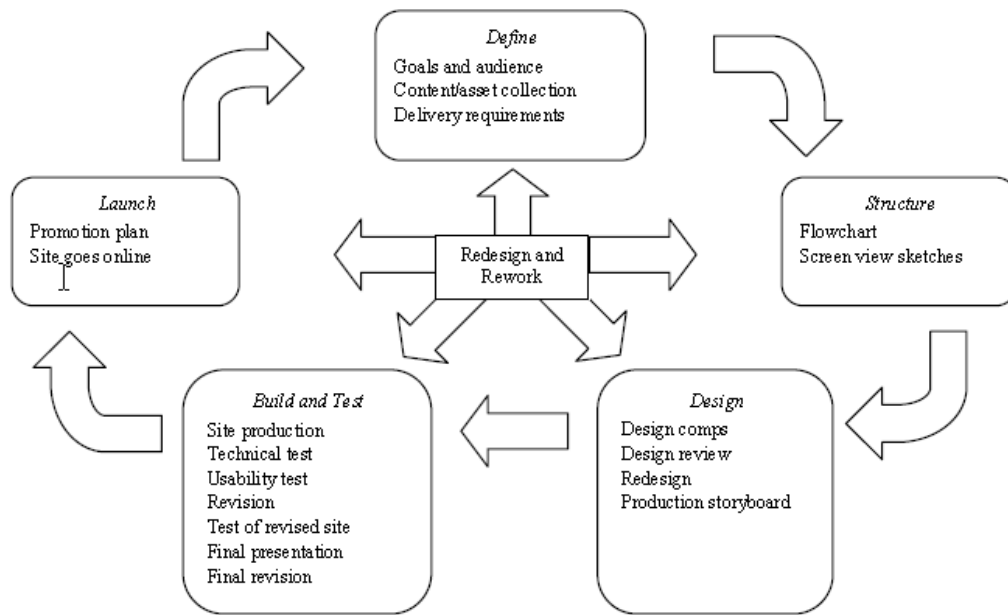 Define
Goals and audience
Content/asset collection
Delivery requirements
Launch
Promotion plan
Site goes online
Structure
Flowchart
Screen view sketches
Redesign and
Rework
Build and Test
Site production
Technical test
Usability test
Revision
Test of revised site
Final presentation
Final revision
Design
Design comps
Design review
Redesign
Production storyboard